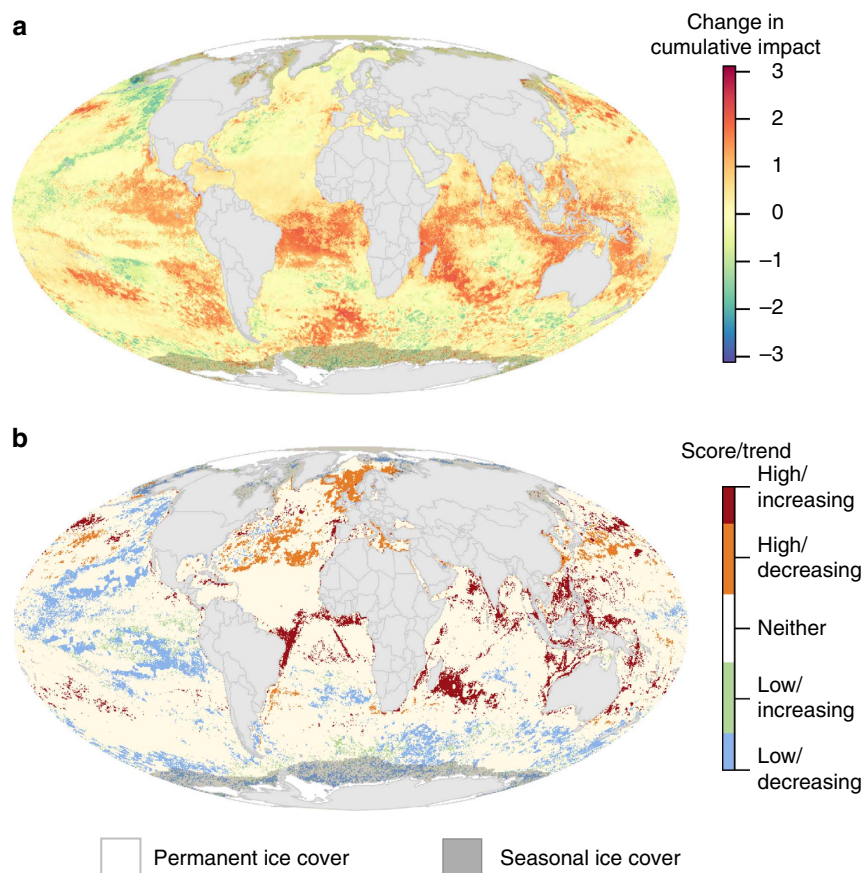 a
Change in
cumulative impact
3
2
1
0
−1
−2
−3
b
Score/trend
High/
increasing
High/
decreasing
Neither
Low/
increasing
Low/
decreasing
Permanent ice cover
Seasonal ice cover